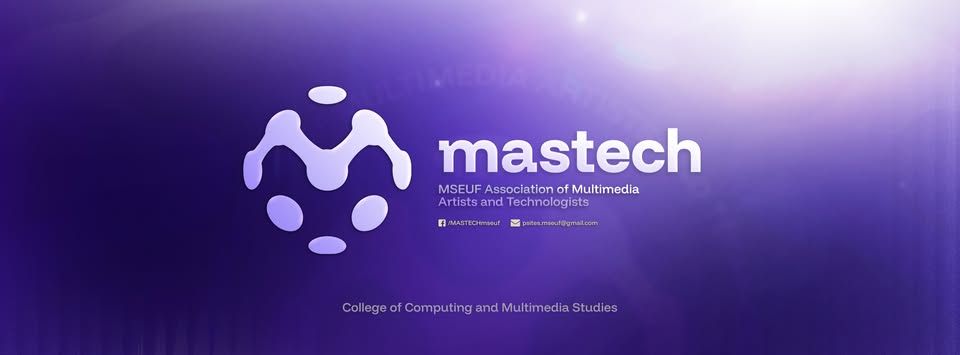 MULTIMEDIA
mastech
MSEUF Association of Multimedia
Artists and Technologists
/MASTECHmseuf psites.mseuf@gmail.com
College of Computing and Multimedia Studies